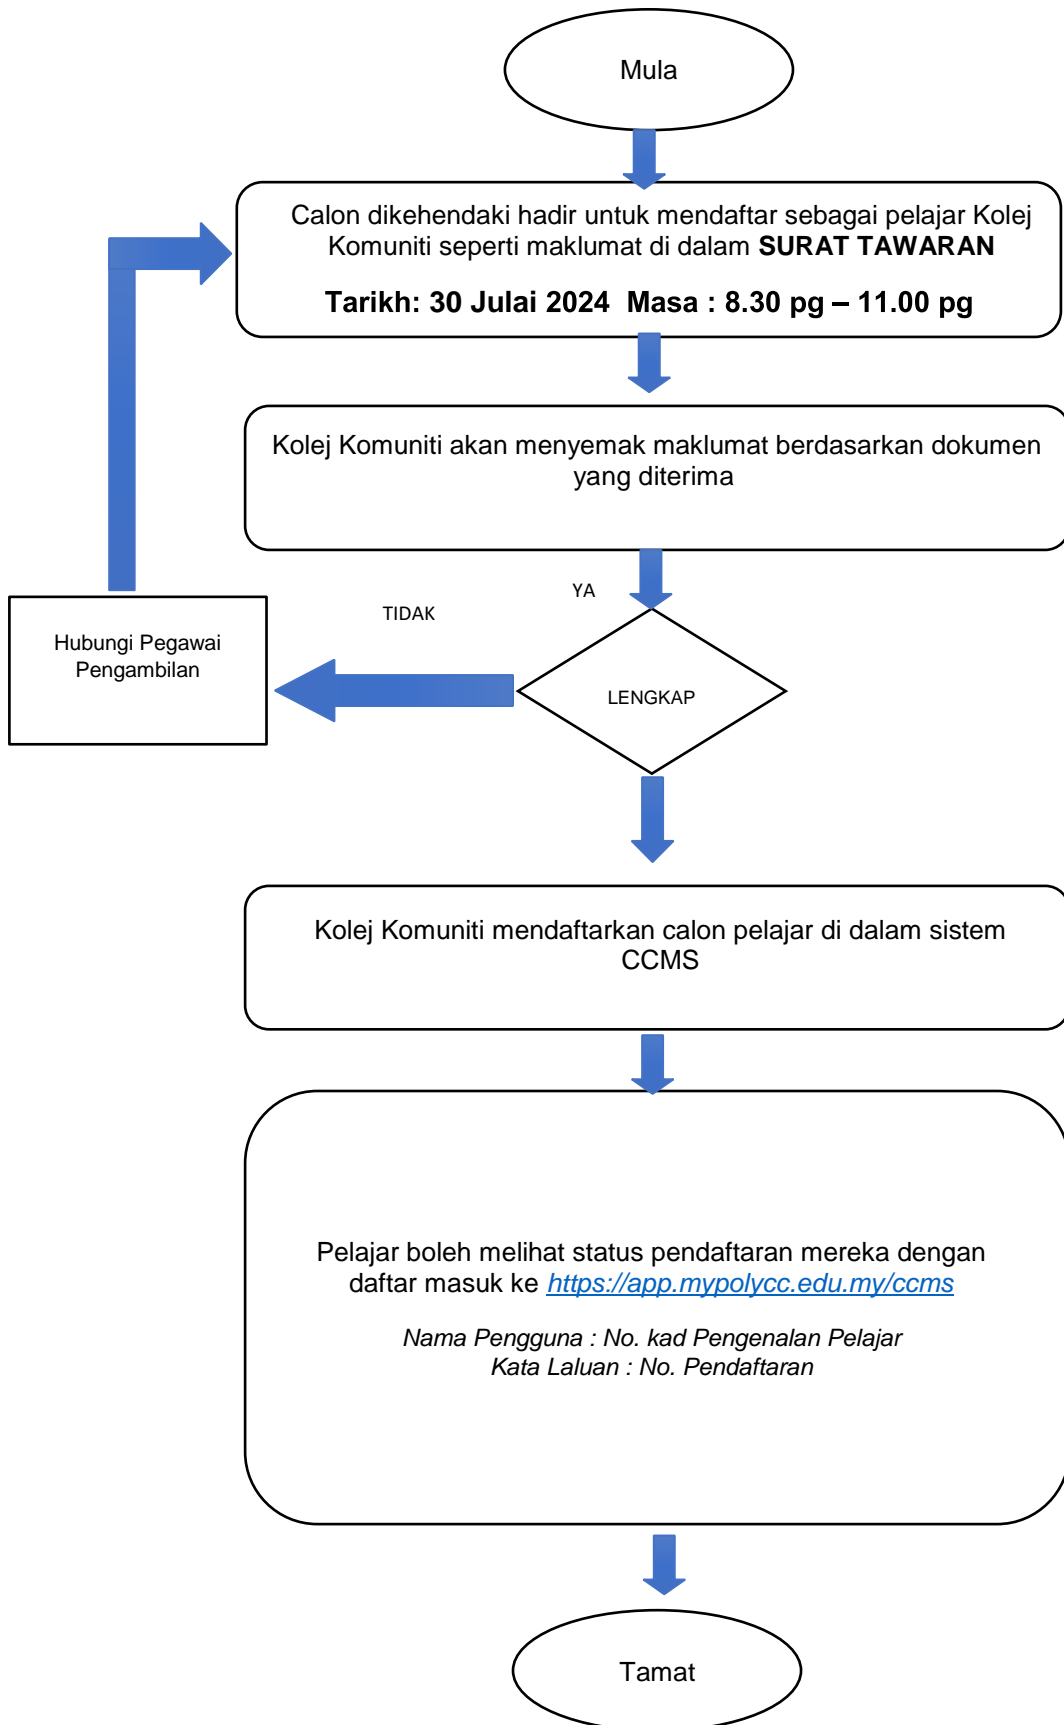 Mula
Calon dikehendaki hadir untuk mendaftar sebagai pelajar Kolej
Komuniti seperti maklumat di dalam SURAT TAWARAN
Tarikh: 30 Julai 2024 Masa : 8.30 pg – 11.00 pg
Kolej Komuniti akan menyemak maklumat berdasarkan dokumen
yang diterima
YA
TIDAK
Hubungi Pegawai
Pengambilan
LENGKAP
Kolej Komuniti mendaftarkan calon pelajar di dalam sistem
CCMS
Pelajar boleh melihat status pendaftaran mereka dengan
daftar masuk ke https://app.mypolycc.edu.my/ccms
Nama Pengguna : No. kad Pengenalan Pelajar
Kata Laluan : No. Pendaftaran
Tamat